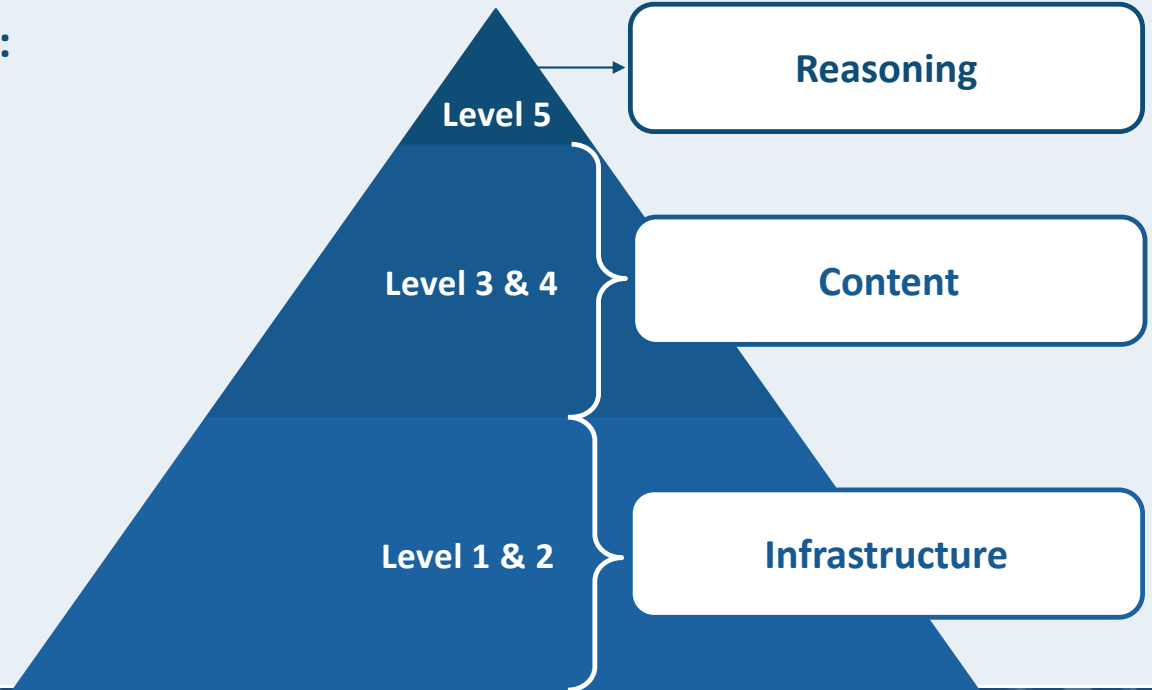 :
Reasoning
Level 5
Level 3 & 4
Content
Level 1 & 2
Infrastructure